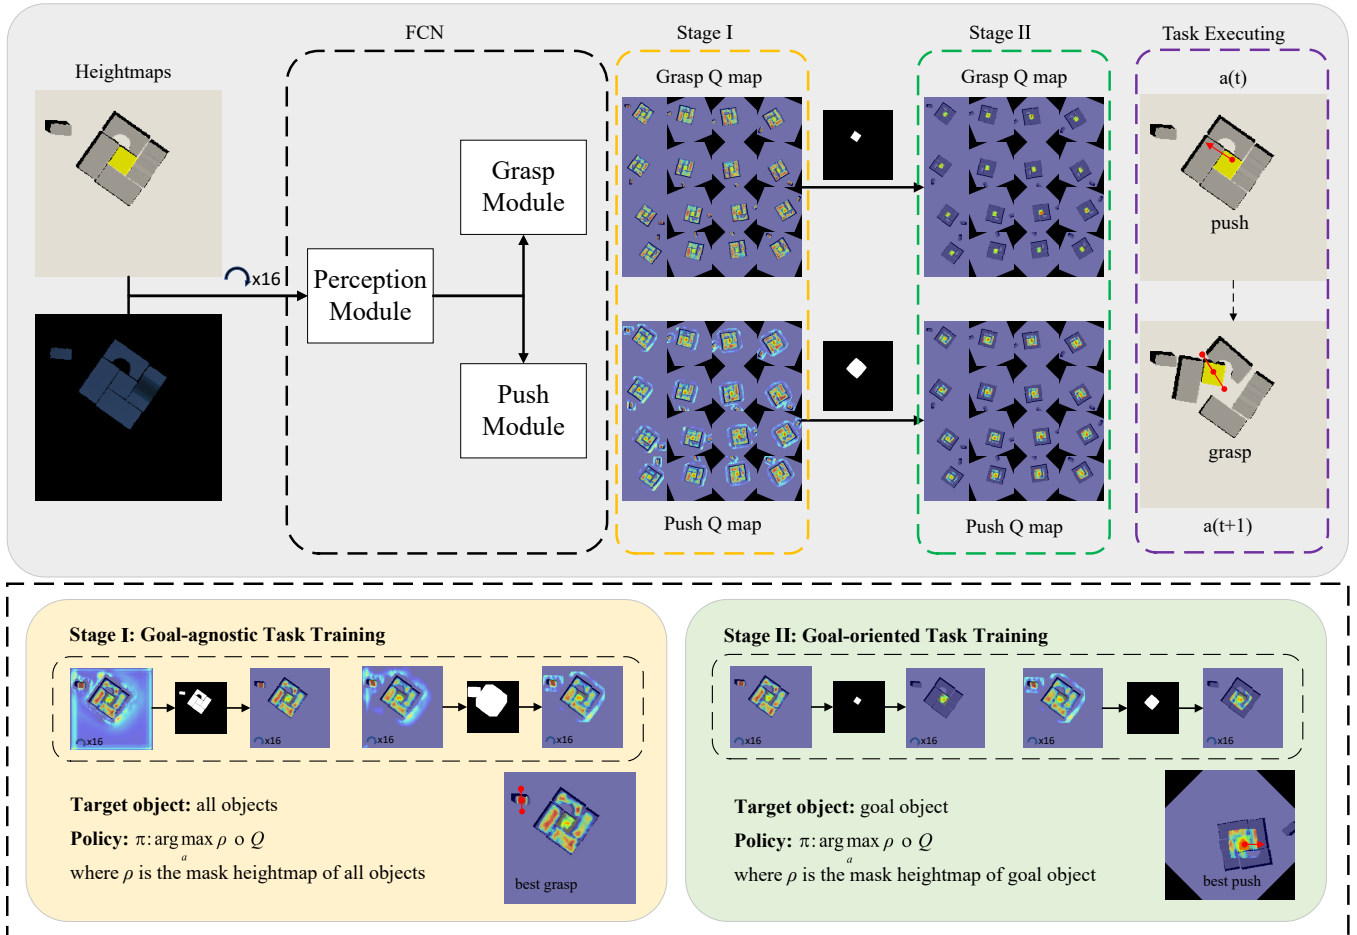 FCN
Stage I
Stage II
Task Executing
Heightmaps
Grasp Q map
Grasp Q map
a(t)
Grasp
Module
push
x16
Perception
Module
Push
Module
grasp
Push Q map
Push Q map
a(t+1)
Stage I: Goal-agnostic Task Training
x16
x16
x16
x16
Target object: all objects
Policy: π: arg max ρ o Q
a
where ρ is the mask heightmap of all objects
best grasp
Stage II: Goal-oriented Task Training
x16
x16
x16
x16
Target object: goal object
Policy: π: arg max ρ o Q
a
where ρ is the mask heightmap of goal object
best push